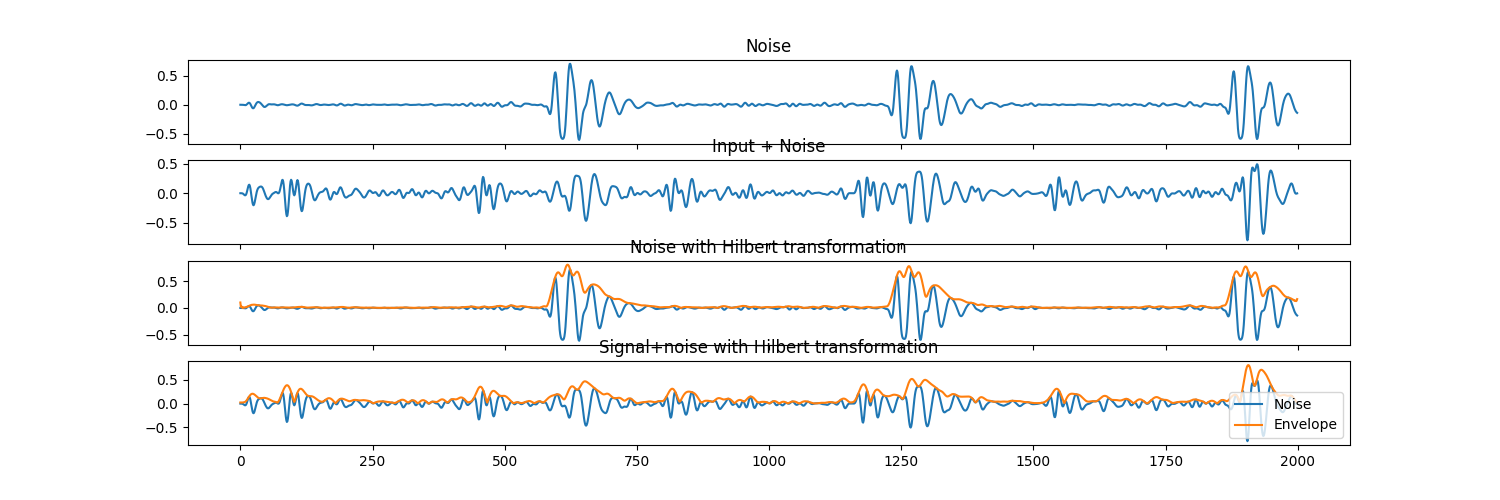 Noise
0.5
0.0
−0.5
Input + Noise
0.5
0.0
−0.5
Noise with Hilbert transformation
0.5
0.0
−0.5
Signal+noise with Hilbert transformation
0.5
0.0
−0.5
Noise
Envelope
0 250 500 750 1000 1250 1500 1750 2000